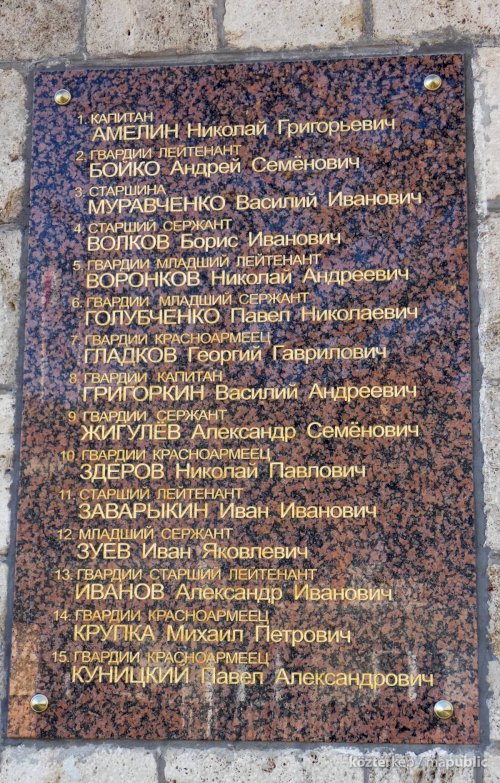 1. КАПИТАН
АМЕЛИН Николай Григорьевич
2. ГВАРДИИ ЛЕЙТЕНАНТ
БОЙКО Андрей Семёнович
3. СТАРШИНА
МУРАВЧЕНКО Василий Иванович
4. СТАРШИЙ СЕРЖАНТ
ВОЛКОВ Борис Иванович
5. ГВАРДИИ МЛАДШИЙ ЛЕЙТЕНАНТ
ВОРОНКОВ Николай Андреевич
6. ГВАРДИИ МЛАДШИЙ СЕРЖАНТ
ГОЛУБЧЕНКО Павел Николаевич
7 ГВАРДИИ КРАСНОАРМЕЕЦ
ГЛАДКОВ Георгий Гаврилович
8. ГВАРДИИ КАПИТАН
ГРИГОРКИН Василий Андреевич
9. ГВАРДИИ СЕРЖАНТ
ЖИГУЛЁВ Александр Семёнович
10. ГВАРДИИ КРАСНОАРМЕЕЦ
ЗДЕРОВ Николай Павлович
11. СТАРШИЙ ЛЕЙТЕНАНТ
ЗАВАРЫКИН Иван Иванович
12. МЛАДШИЙ СЕРЖАНТ
ЗУЕВ Иван Яковлевич
13. ГВАРДИИ СТАРШИЙ ЛЕЙТЕНАНТ
ИВАНОВ Александр Иванович
14. ГВАРДИИ КРАСНОАРМЕЕЦ
КРУПКА Михаил Петрович
15. ГВАРДИИ КРАСНОАРМЕЕЦ
КУНИЦКИЙ Павел Александрович
köztérkép / mapublic